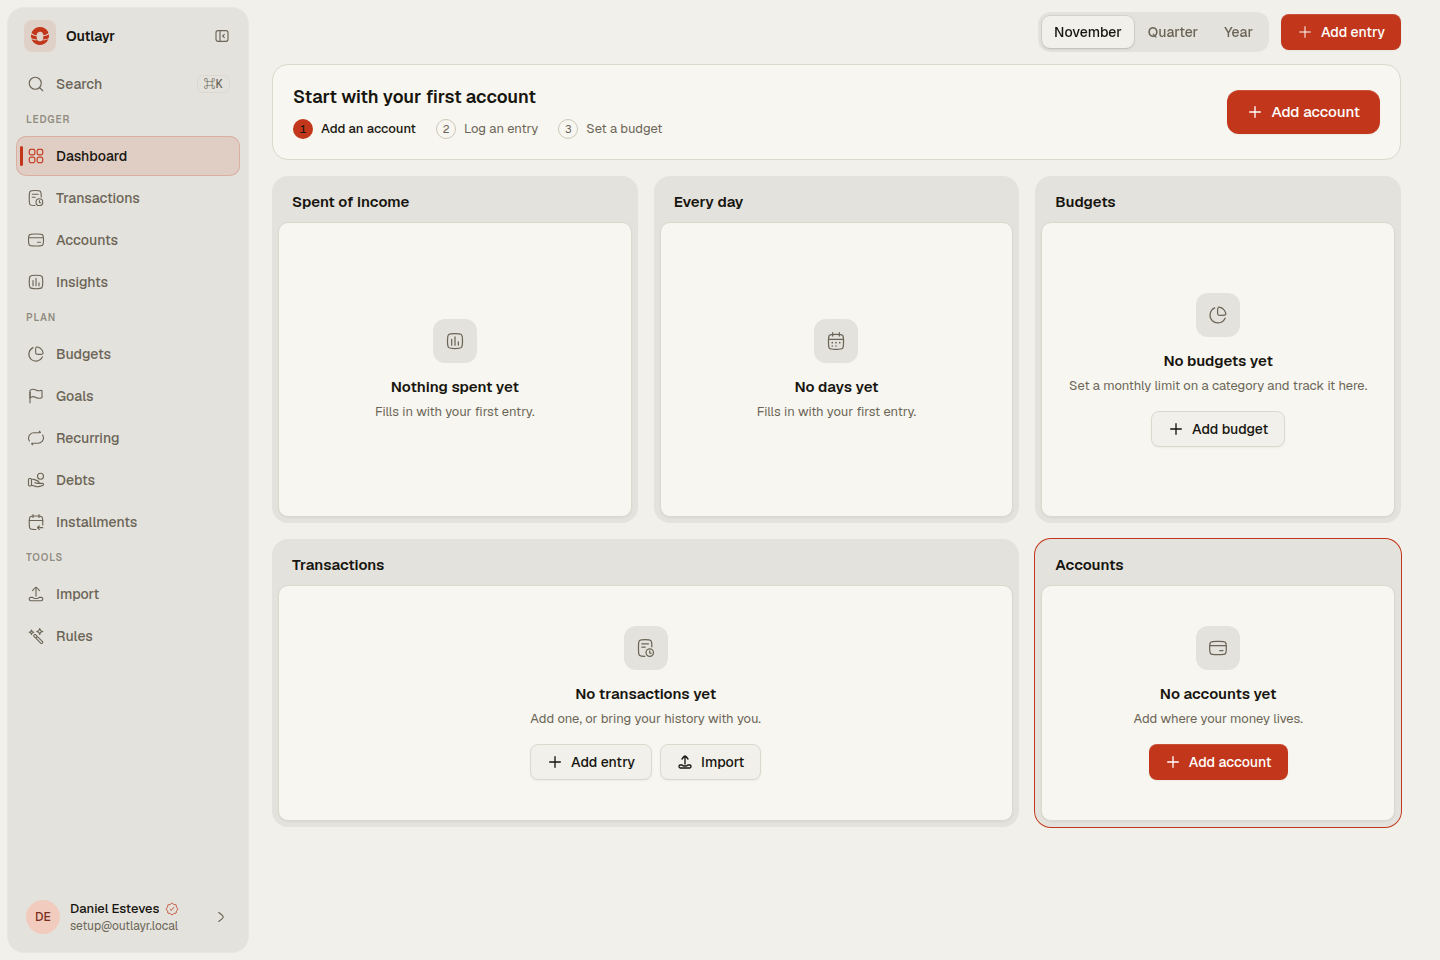 Outlayr
Search ⌘K
LEDGER
Dashboard
Transactions
Accounts
Insights
PLAN
Budgets
Goals
Recurring
Debts
Installments
TOOLS
Import
Rules
DE Daniel Esteves
setup@outlayr.local
November Quarter Year + Add entry
Start with your first account
1 Add an account 2 Log an entry 3 Set a budget
+ Add account
Spent of income
Nothing spent yet
Fills in with your first entry.
Every day
No days yet
Fills in with your first entry.
Budgets
No budgets yet
Set a monthly limit on a category and track it here.
+ Add budget
Transactions
No transactions yet
Add one, or bring your history with you.
+ Add entry Import
Accounts
No accounts yet
Add where your money lives.
+ Add account